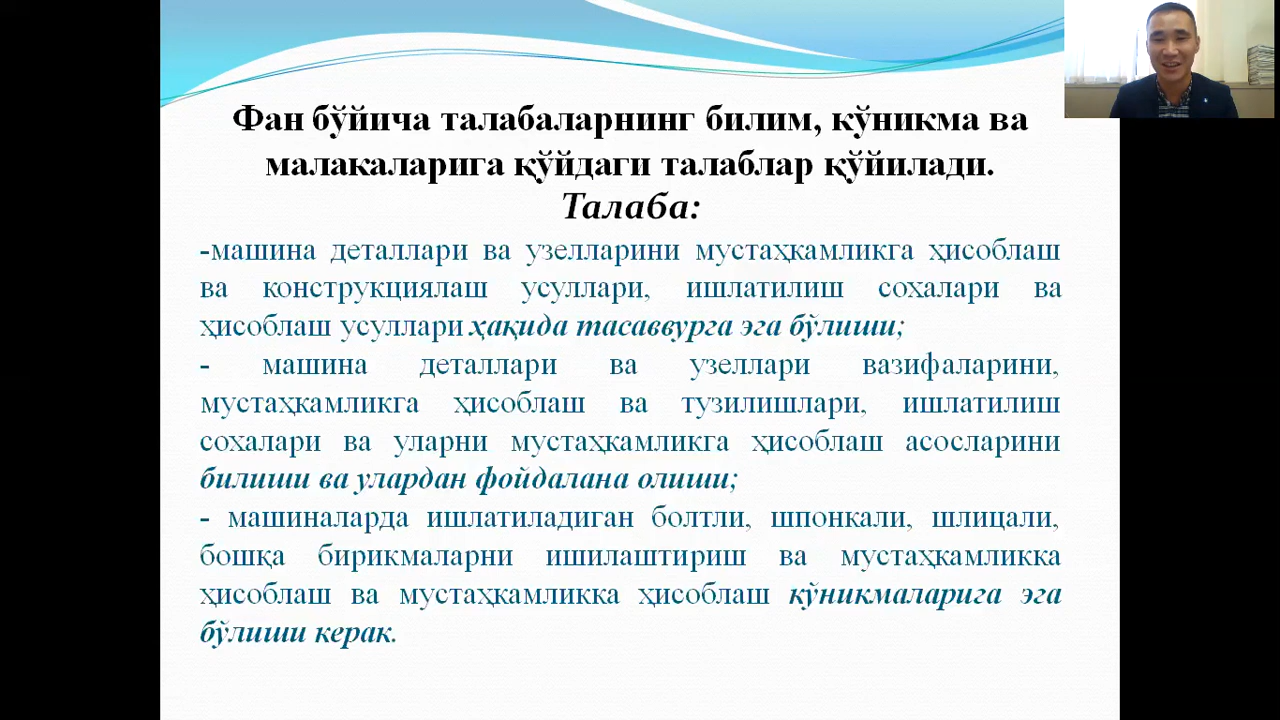 Фан бўйича талабаларнинг билим, кўникма ва
малакаларига қўйдаги талаблар қўйилади.
Талаба:
-машина деталлари ва узелларини мустаҳкамликга ҳисоблаш
ва конструкциялаш усуллари, ишлатилиш соҳалари ва
ҳисоблаш усуллари ҳақида тасаввурга эга бўлиши;
- машина деталлари ва узеллари вазифаларини,
мустаҳкамликга ҳисоблаш ва тузилишлари, ишлатилиш
соҳалари ва уларни мустаҳкамликга ҳисоблаш асосларини
билиши ва улардан фойдалана олиши;
- машиналарда ишлатиладиган болтли, шпонкали, шлицали,
бошқа бирикмаларни ишилаштириш ва мустаҳкамликка
ҳисоблаш ва мустаҳкамликка ҳисоблаш кўникмаларига эга
бўлиши керак.